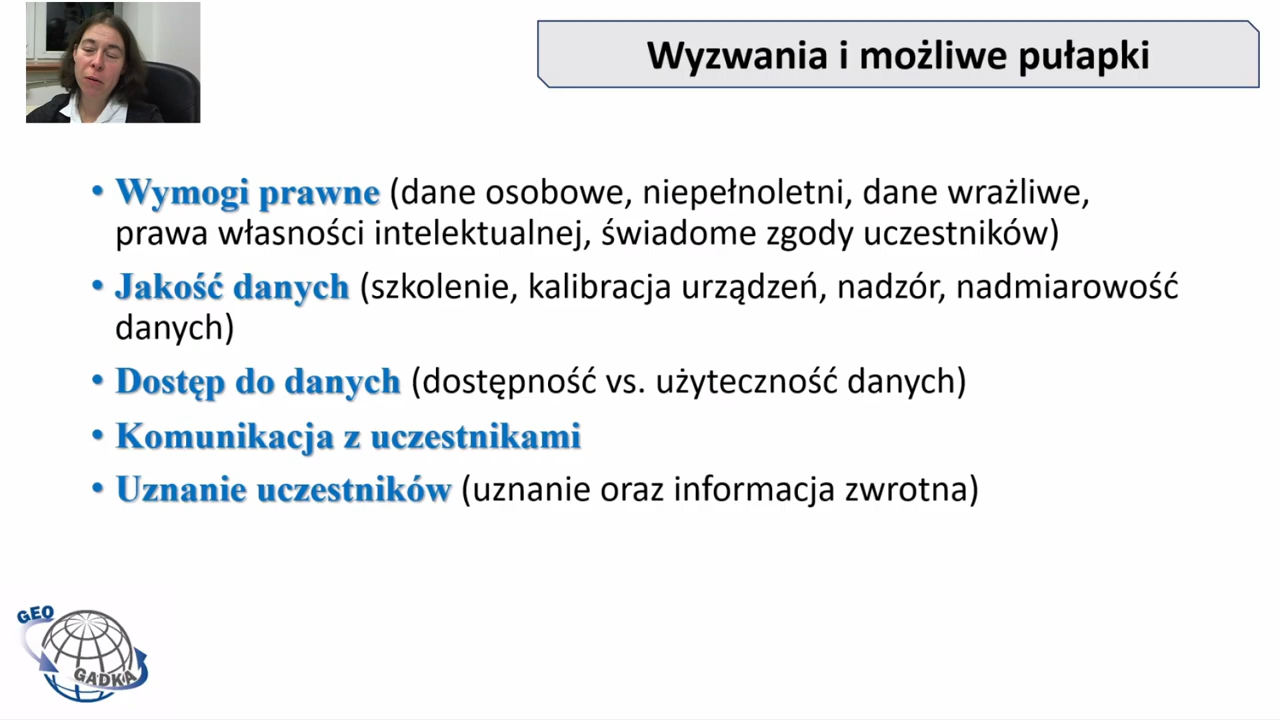 Wyzwania i możliwe pułapki
• Wymogi prawne (dane osobowe, niepełnoletni, dane wrażliwe,
prawa własności intelektualnej, świadome zgody uczestników)
• Jakość danych (szkolenie, kalibracja urządzeń, nadzór, nadmiarowość
danych)
• Dostęp do danych (dostępność vs. użyteczność danych)
• Komunikacja z uczestnikami
• Uznanie uczestników (uznanie oraz informacja zwrotna)
GEO
GADKA